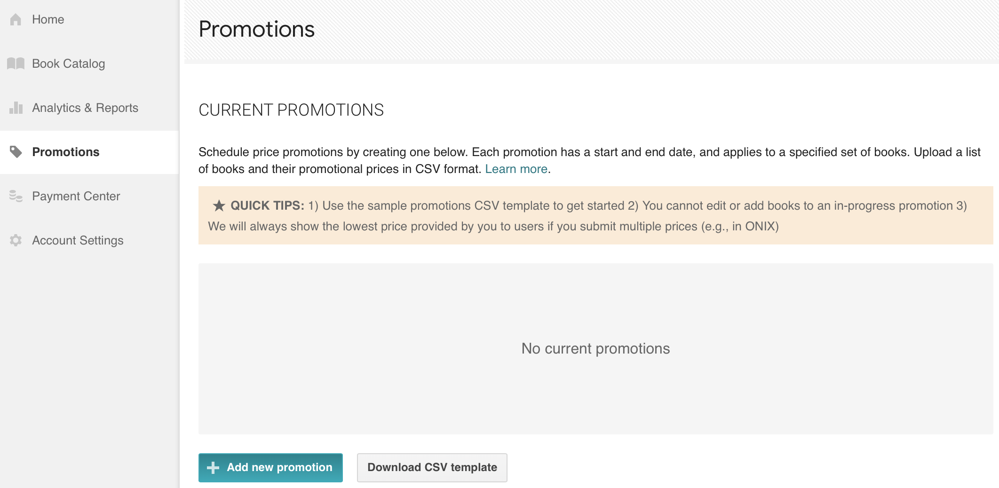 Home
Book Catalog
Analytics & Reports
Promotions
Payment Center
Account Settings
Promotions
CURRENT PROMOTIONS
Schedule price promotions by creating one below. Each promotion has a start and end date, and applies to a specified set of books. Upload a list
of books and their promotional prices in CSV format. Learn more.
QUICK TIPS: 1) Use the sample promotions CSV template to get started 2) You cannot edit or add books to an in-progress promotion 3)
We will always show the lowest price provided by you to users if you submit multiple prices (e.g., in ONIX)
No current promotions
Add new promotion
Download CSV template